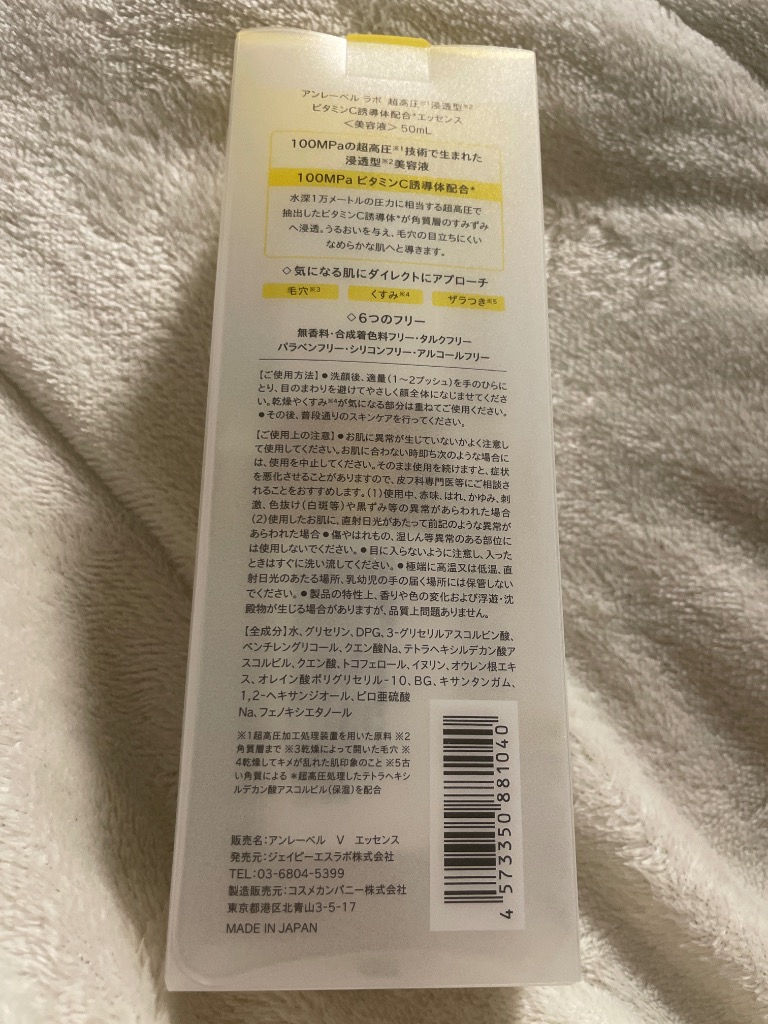 アンレーベル ラボ 超高圧※1浸透型※2
ビタミンC誘導体配合*エッセンス
＜美容液＞50mL
100MPaの超高圧※1技術で生まれた
浸透型※2美容液
100MPa ビタミンC誘導体配合*
水深1万メートルの圧力に相当する超高圧で
抽出したビタミンC誘導体*が角質層のすみずみ
へ浸透。うるおいを与え、毛穴の目立ちにくい
なめらかな肌へと導きます。
◇気になる肌にダイレクトにアプローチ
毛穴※3 くすみ※4 ザラつき※5
◇6つのフリー
無香料・合成着色料フリー・タルクフリー
パラベンフリー・シリコンフリー・アルコールフリー
【ご使用方法】●洗顔後、適量（1～2プッシュ）を手のひらに
とり、目のまわりを避けてやさしく顔全体になじませてくださ
い。乾燥やくすみ※4が気になる部分は重ねてご使用ください。
●その後、普段通りのスキンケアを行ってください。
【ご使用上の注意】●お肌に異常が生じていないかよく注意し
て使用してください。お肌に合わない時即ち次のような場合に
は、使用を中止してください。そのまま使用を続けますと、症状
を悪化させることがありますので、皮フ科専門医等にご相談さ
れることをおすすめします。（1）使用中、赤味、はれ、かゆみ、刺
激、色抜け（白斑等）や黒ずみ等の異常があらわれた場合
（2）使用したお肌に、直射日光があたって前記のような異常が
あらわれた場合●傷やはれもの、湿しん等異常のある部位に
は使用しないでください。●目に入らないように注意し、入った
ときはすぐに洗い流してください。●極端に高温又は低温、直
射日光のあたる場所、乳幼児の手の届く場所には保管しない
でください。●製品の特性上、香りや色の変化および浮遊・沈
殿物が生じる場合がありますが、品質上問題ありません。
【全成分】水、グリセリン、DPG、3-グリセリルアスコルビン酸、
ペンチレングリコール、クエン酸Na、テトラヘキシルデカン酸ア
スコルビル、クエン酸、トコフェロール、イヌリン、オウレン根エキ
ス、オレイン酸ポリグリセリル-10、BG、キサンタンガム、
1,2-ヘキサンジオール、ピロ亜硫酸
Na、フェノキシエタノール
※1超高圧加工処理装置を用いた原料 ※2
角質層まで ※3乾燥によって開いた毛穴 ※
4乾燥してキメが乱れた肌印象のこと ※5古
い角質による *超高圧処理したテトラヘキシ
ルデカン酸アスコルビル（保湿）を配合
販売名：アンレーベル V エッセンス
発売元：ジェイピーエスラボ株式会社
TEL：03-6804-5399
製造販売元：コスメカンパニー株式会社
東京都港区北青山3-5-17
MADE IN JAPAN
4 573350 881040